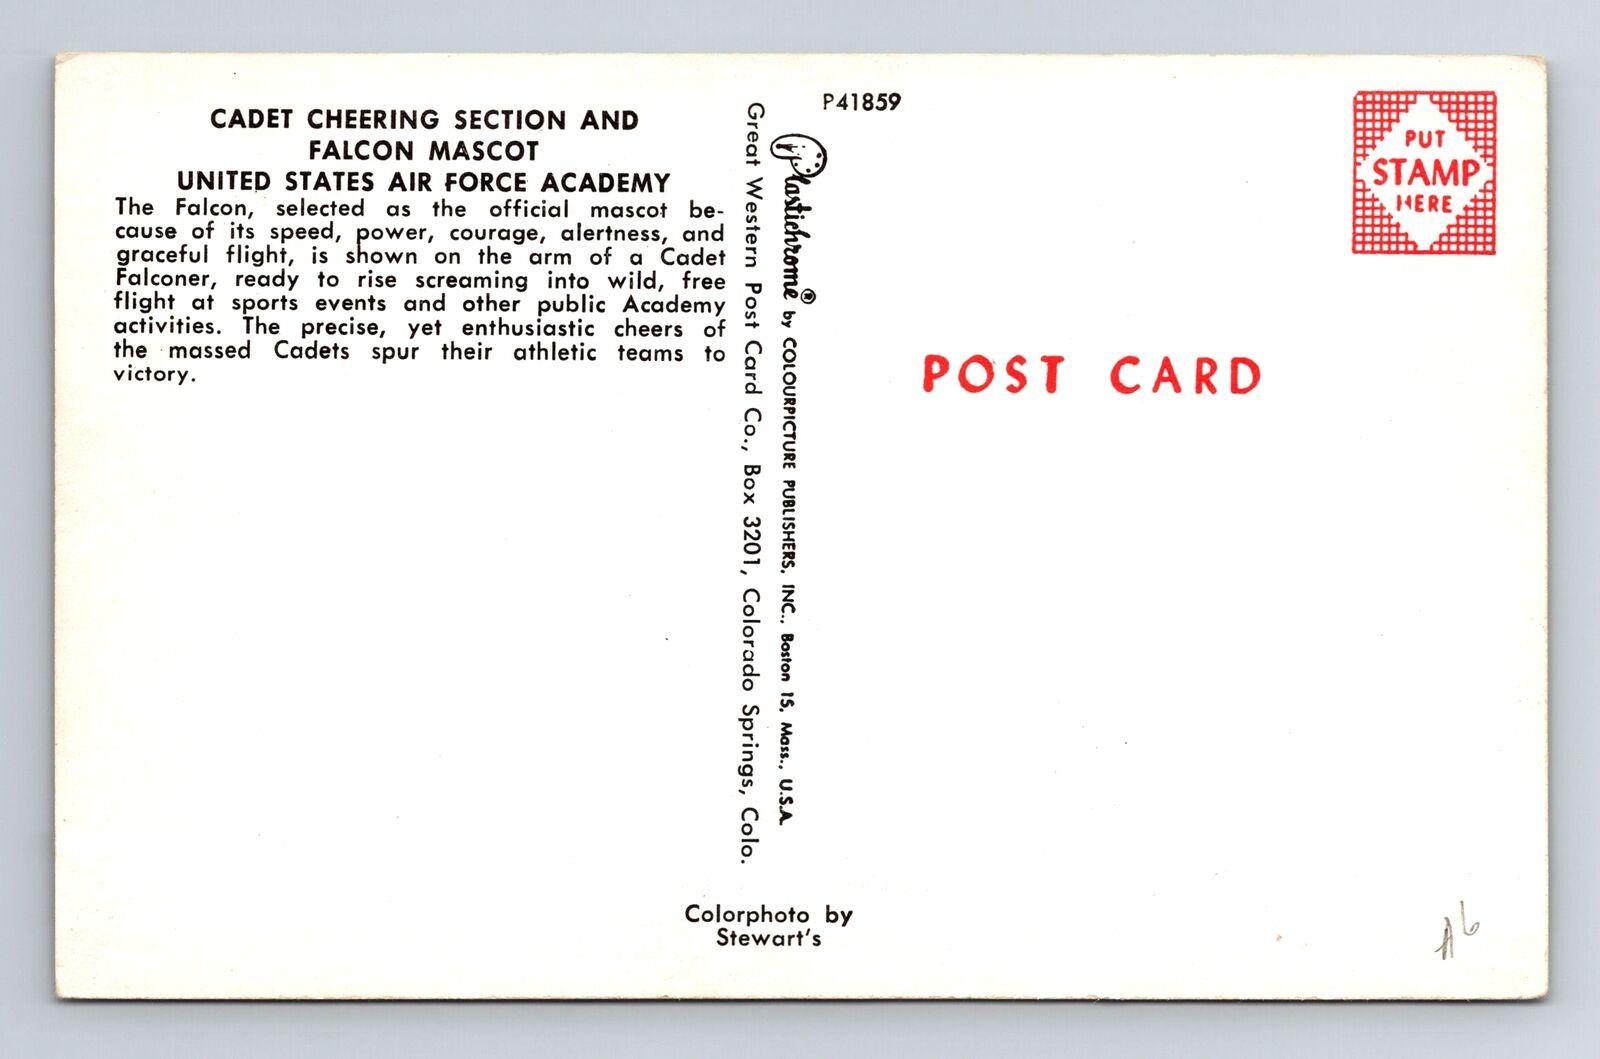 CADET CHEERING SECTION AND
FALCON MASCOT
UNITED STATES AIR FORCE ACADEMY
The Falcon, selected as the official mascot be-
cause of its speed, power, courage, alertness, and
graceful flight, is shown on the arm of a Cadet
Falconer, ready to rise screaming into wild, free
flight at sports events and other public Academy
activities. The precise, yet enthusiastic cheers of
the massed Cadets spur their athletic teams to
victory.
Great Western Post Card Co., Box 3201, Colorado Springs, Colo.
Plastichrome® by COLOURPICTURE PUBLISHERS, INC., Boston 15, Mass., U.S.A.
P41859
PUT
STAMP
HERE
POST CARD
Colorphoto by
Stewart's
A6